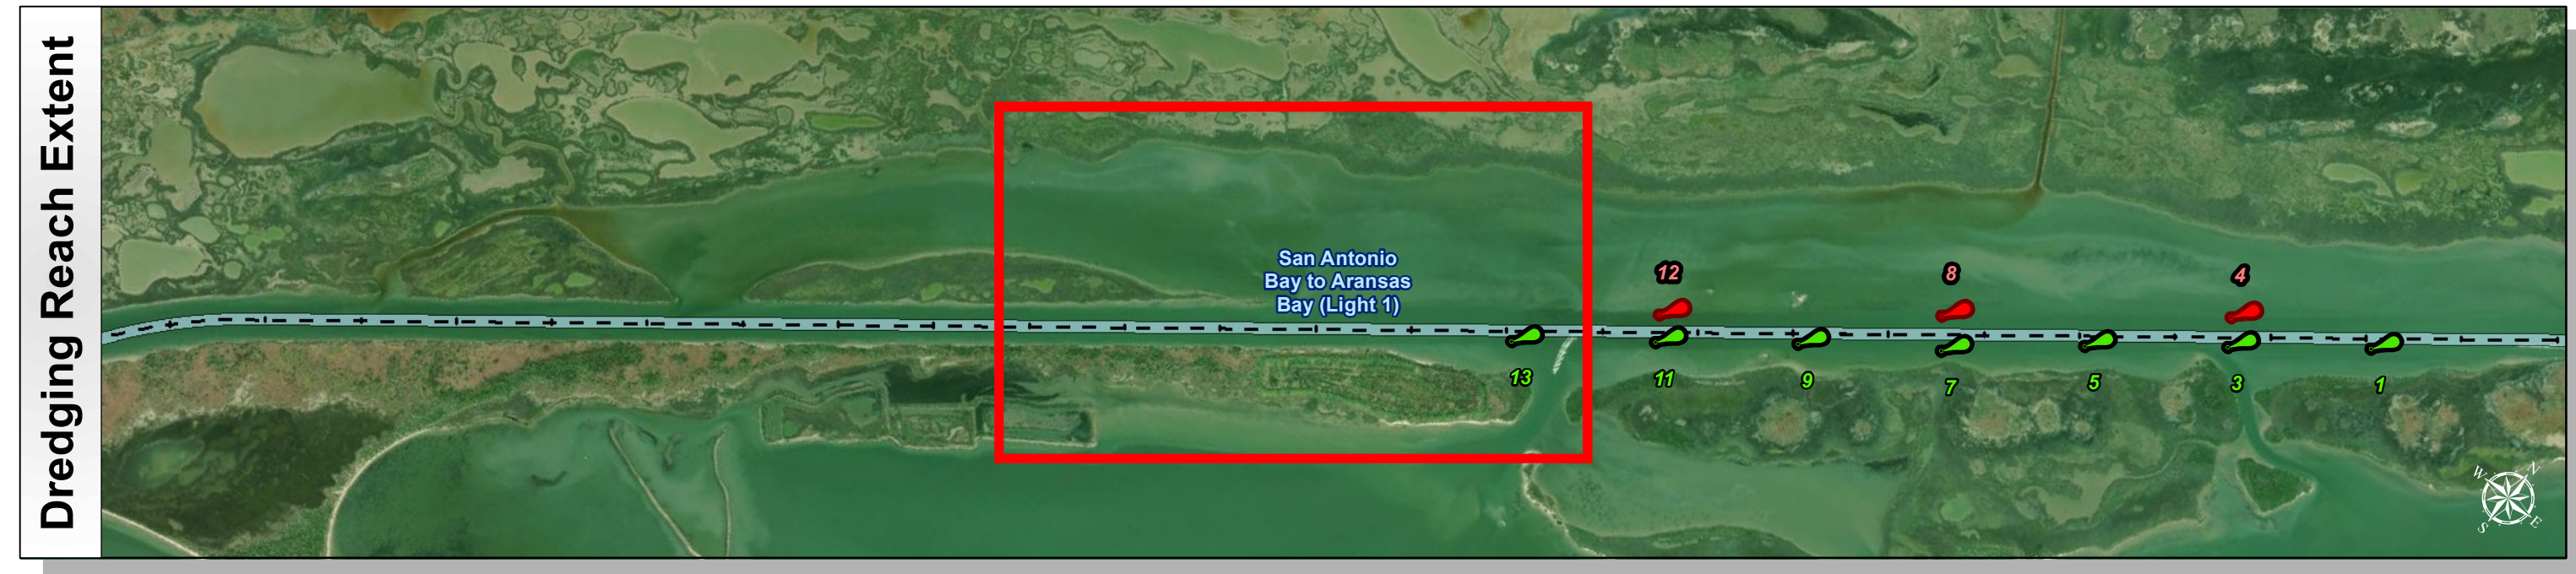 Dredging Reach Extent
San Antonio
Bay to Aransas
Bay (Light 1)
12
8
4
13
11
9
7
5
3
1
W
N
S
E